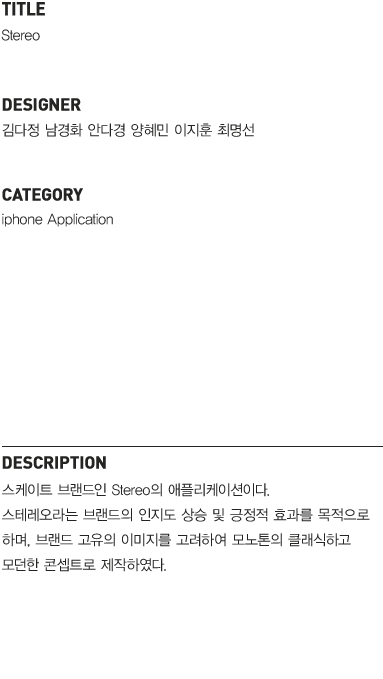 TITLE
Stereo
DESIGNER
김다정 남경화 안다경 양혜민 이지훈 최명선
CATEGORY
iphone Application
DESCRIPTION
스케이트 브랜드인 Stereo의 애플리케이션이다.
스테레오라는 브랜드의 인지도 상승 및 긍정적 효과를 목적으로
하며, 브랜드 고유의 이미지를 고려하여 모노톤의 클래식하고
모던한 콘셉트로 제작하였다.